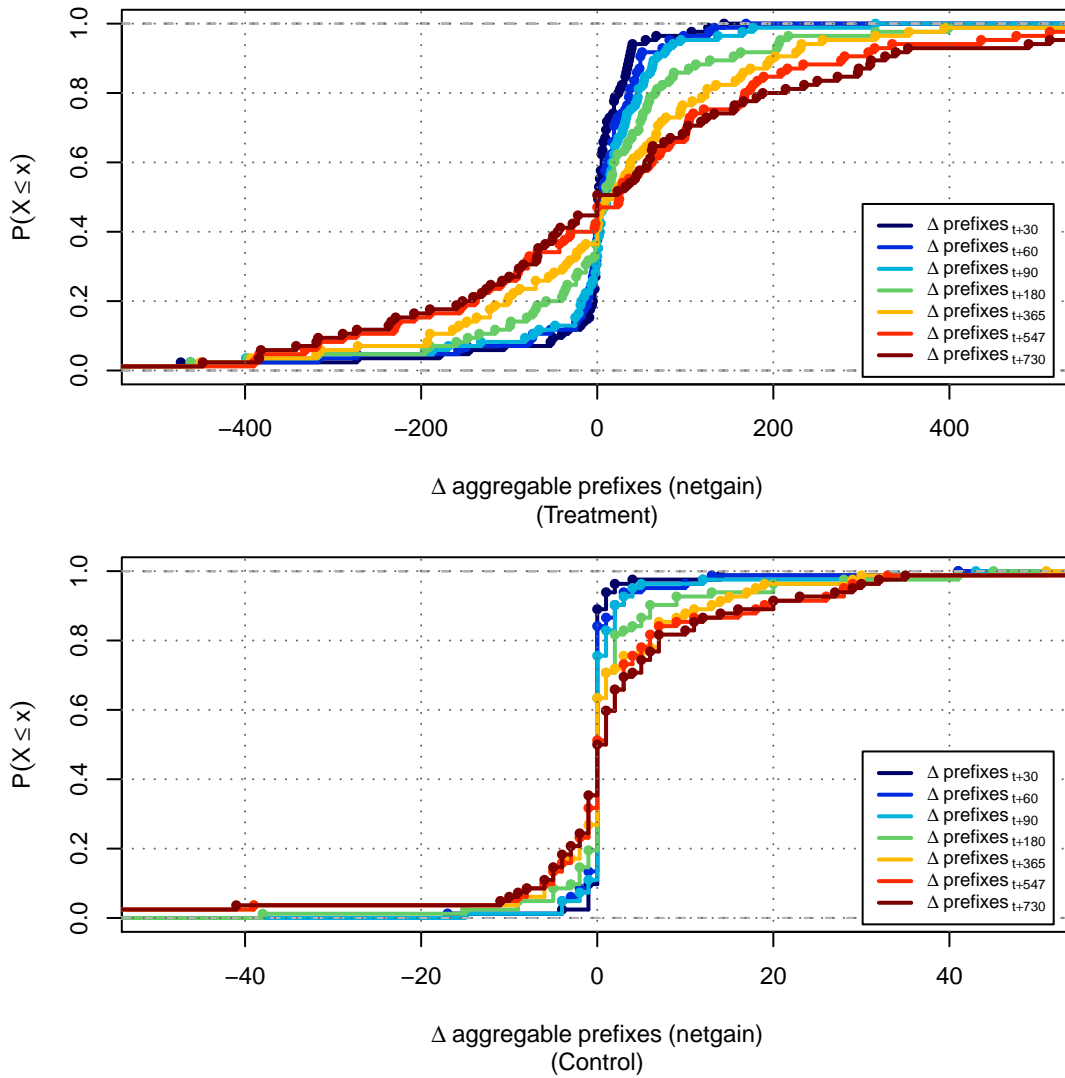 P(X ≤ x)
1.0
0.8
0.6
0.4
0.2
0.0
−400
−200
0
200
400
Δ prefixes t+30
Δ prefixes t+60
Δ prefixes t+90
Δ prefixes t+180
Δ prefixes t+365
Δ prefixes t+547
Δ prefixes t+730
Δ aggregable prefixes (netgain)
(Treatment)
P(X ≤ x)
1.0
0.8
0.6
0.4
0.2
0.0
−40
−20
0
20
40
Δ prefixes t+30
Δ prefixes t+60
Δ prefixes t+90
Δ prefixes t+180
Δ prefixes t+365
Δ prefixes t+547
Δ prefixes t+730
Δ aggregable prefixes (netgain)
(Control)